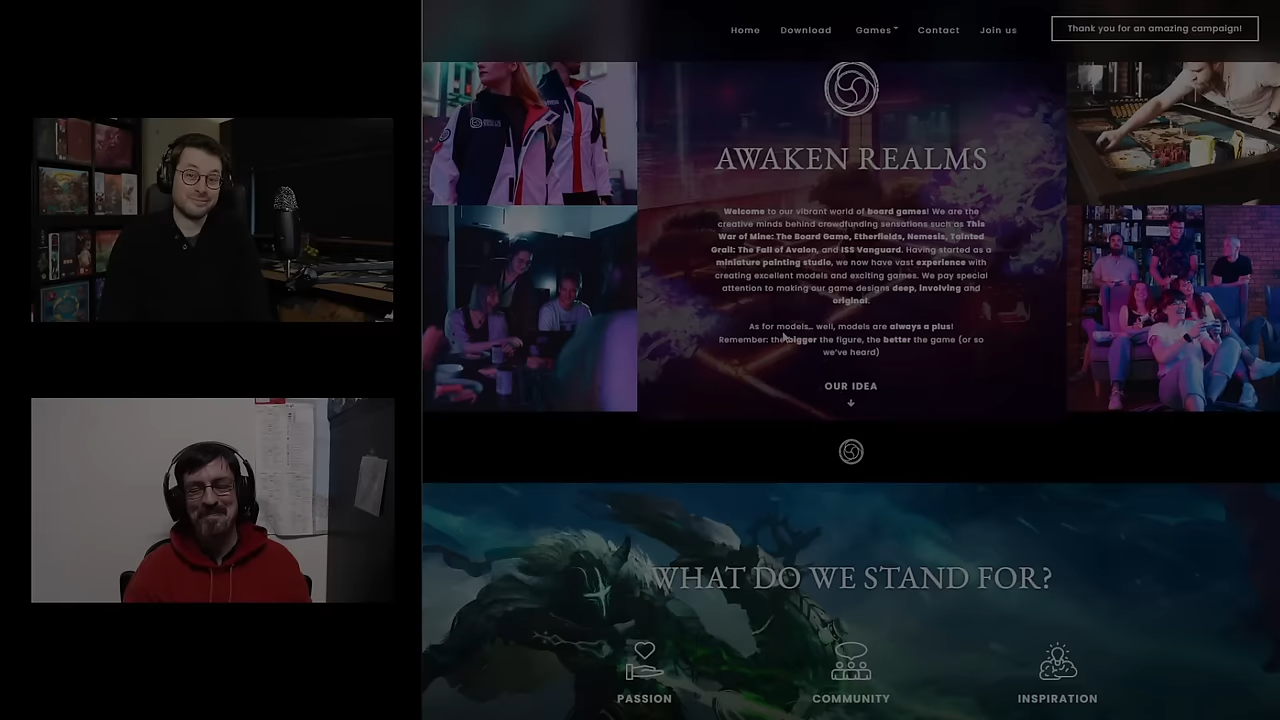 Home Download Games Contact Join us Thank you for an amazing campaign!
AWAKEN REALMS
Welcome to our vibrant world of board games! We are the
creative minds behind crowdfunding sensations such as This
War of Mine: The Board Game, Etherfields, Nemesis, Tainted
Grail: The Fall of Avalon, and ISS Vanguard. Having started as a
miniature painting studio, we now have vast experience with
creating excellent models and exciting games. We pay special
attention to making our game designs deep, involving and
original.
As for models… well, models are always a plus!
Remember: the bigger the figure, the better the game (or so
we've heard)
OUR IDEA
WHAT DO WE STAND FOR?
PASSION COMMUNITY INSPIRATION